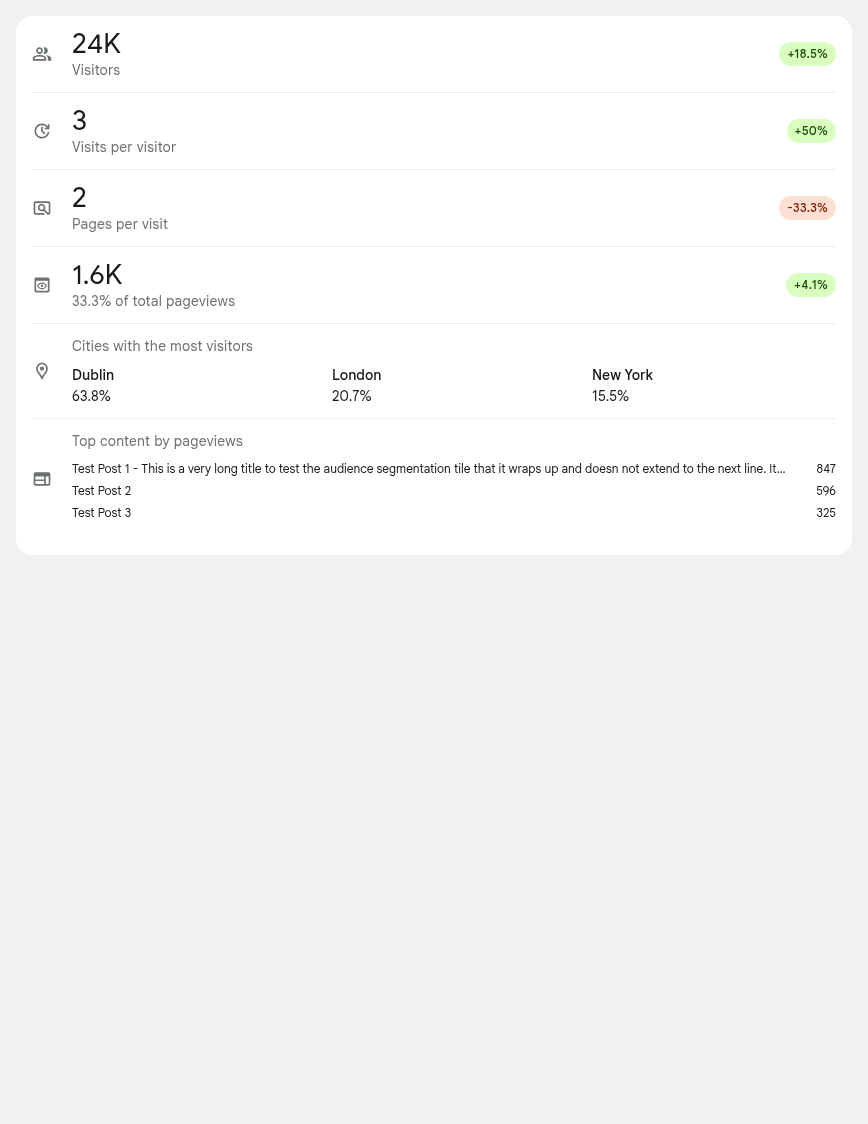 24K
Visitors
+18.5%
3
Visits per visitor
+50%
2
Pages per visit
-33.3%
1.6K
33.3% of total pageviews
+4.1%
Cities with the most visitors
Dublin London New York
63.8% 20.7% 15.5%
Top content by pageviews
Test Post 1 - This is a very long title to test the audience segmentation tile that it wraps up and doesn not extend to the next line. It... 847
Test Post 2 596
Test Post 3 325